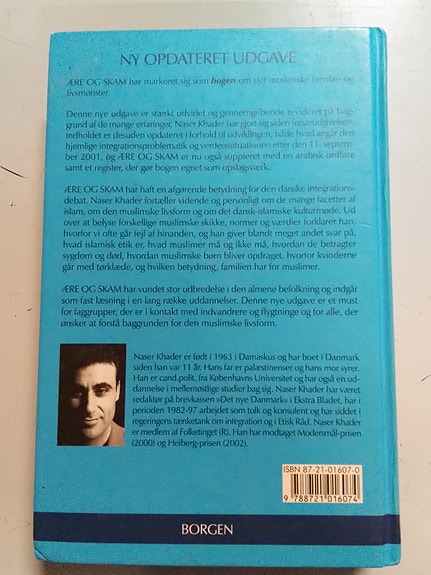 NY OPDATERET UDGAVE
ÆRE OG SKAM har markeret sig som bogen om det muslimske familie- og
livsmønster.
Denne nye udgave er stærkt udvidet og gennemgribende revideret på bag-
grund af de mange erfaringer, Naser Khader har gjort sig siden førsteudgivelsen.
Indholdet er desuden opdateret i forhold til udviklingen, både hvad angår den
hjemlige integrationsproblematik og verdenssituationen efter den 11. septem-
ber 2001, og ÆRE OG SKAM er nu også suppleret med en arabisk ordliste
samt et register, der gør bogen egnet som opslagsværk.
ÆRE OG SKAM har haft en afgørende betydning for den danske integrations-
debat. Naser Khader fortæller vidende og personligt om de mange facetter af
islam, om den muslimske livsform og om det dansk-islamiske kulturmøde. Ud
over at belyse forskellige muslimske skikke, normer og værdier forklarer han,
hvorfor vi ofte går fejl af hinanden, og han giver blandt meget andet svar på,
hvad islamisk etik er, hvad muslimer må og ikke må, hvordan de betragter
sygdom og død, hvordan muslimske børn bliver opdraget, hvorfor kvinderne
går med tørklæde, og hvilken betydning, familien har for muslimer.
ÆRE OG SKAM har vundet stor udbredelse i den almene befolkning og indgår
som fast læsning i en lang række uddannelser. Denne nye udgave er et must
for faggrupper, der er i kontakt med indvandrere og flygtninge og for alle, der
ønsker at forstå baggrunden for den muslimske livsform.
Naser Khader er født i 1963 i Damaskus og har boet i Danmark
siden han var 11 år. Hans far er palæstinenser og hans mor syrer.
Han er cand.polit. fra Københavns Universitet og har også en ud-
dannelse i mellemøstlige studier bag sig. Naser Khader har været
redaktør på brevkassen »Det nye Danmark« i Ekstra Bladet, har i
perioden 1982-97 arbejdet som tolk og konsulent og har siddet i
regeringens tænketank om integration og i Etisk Råd. Naser Khader
er medlem af Folketinget (R). Han har modtaget Modersmål-prisen
(2000) og Heiberg-prisen (2002).
ISBN 87-21-01607-0
9 788721 016074
BORGEN